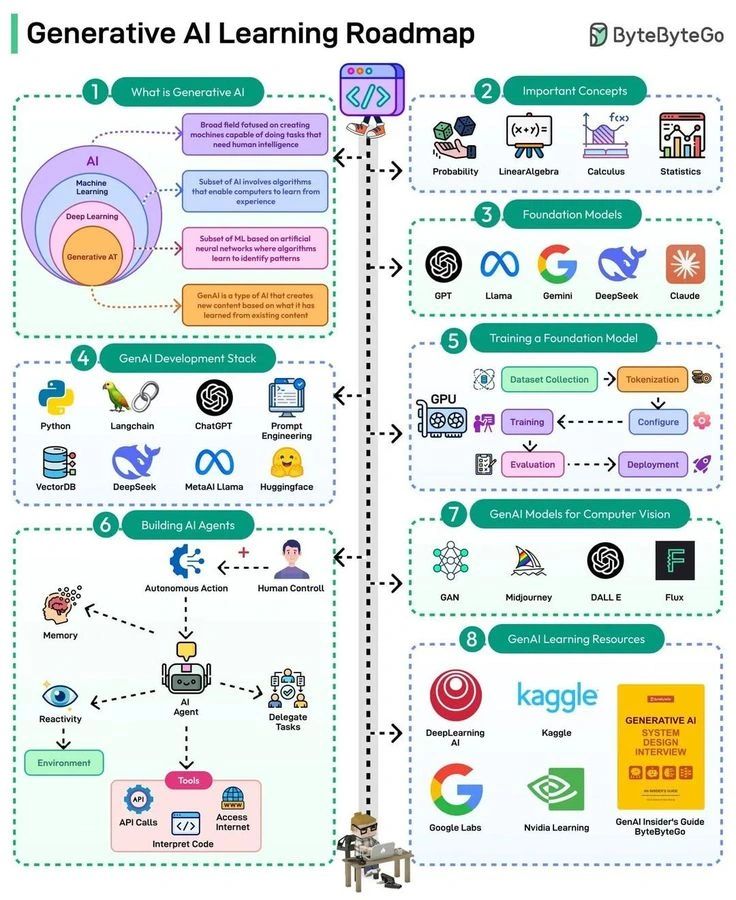 Generative AI Learning Roadmap
ByteByteGo
1 What is Generative AI
AI
Machine
Learning
Deep Learning
Generative AT
Broad field fotused on creating
machines capable of doing tasks that
need human intelligence
Subset of AI involves algorithms
that enable computers to learn from
experience
Subset of ML based on artificial
neural networks where algorithms
learn to identify patterns
GenAI is a type of AI that creates
new content based on what it has
learned from existing content
2 Important Concepts
(x+y)=
f(x)
Probability
LinearAlgebra
Calculus
Statistics
3 Foundation Models
GPT
Llama
Gemini
DeepSeek
Claude
4 GenAI Development Stack
Python
Langchain
ChatGPT
Prompt
Engineering
VectorDB
DeepSeek
MetaAI Llama
Huggingface
5 Training a Foundation Model
GPU
Dataset Collection
Tokenization
Training
Configure
Evaluation
Deployment
6 Building AI Agents
Autonomous Action
+
Human Controll
Memory
Reactivity
AI
Agent
Delegate
Tasks
Environment
Tools
API
API Calls
</>
Interpret Code
WWW
Access
Internet
7 GenAI Models for Computer Vision
GAN
Midjourney
DALL E
Flux
8 GenAI Learning Resources
DeepLearning
AI
kaggle
Kaggle
Google Labs
Nvidia Learning
ByteByteGo
GENERATIVE AI
SYSTEM
DESIGN
INTERVIEW
AN INSIDER'S GUIDE
GenAI Insider's Guide
ByteByteGo